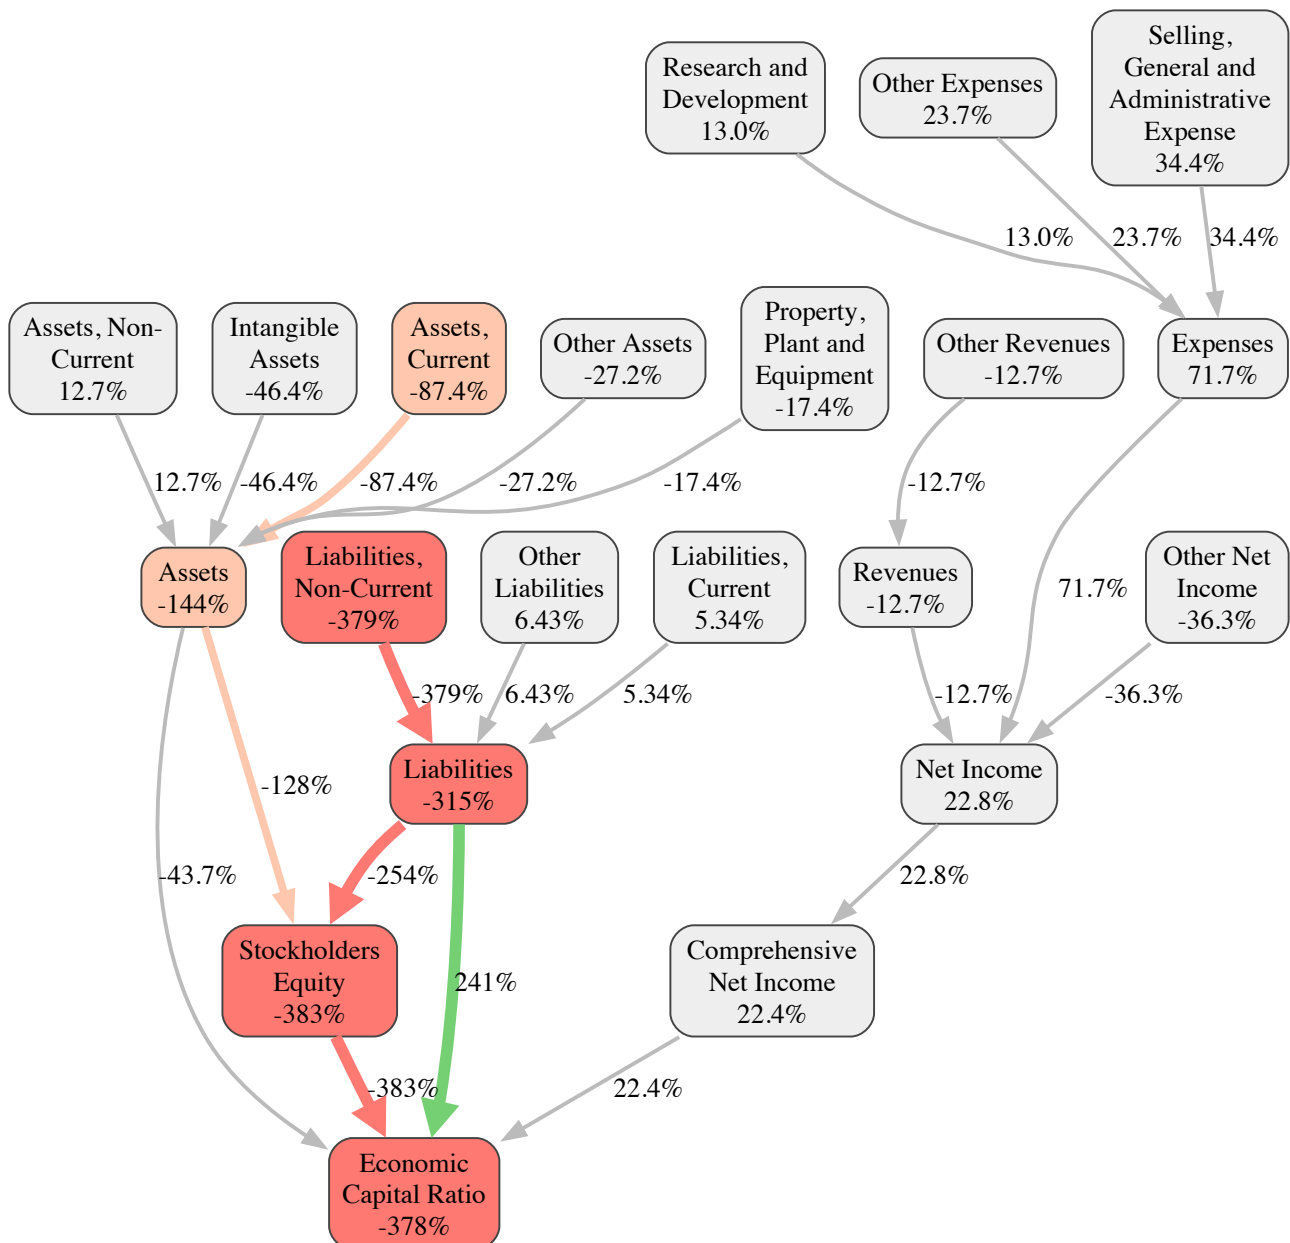 Selling,
General and
Administrative
Expense
34.4%
Research and
Development
13.0%
Other Expenses
23.7%
13.0%
23.7%
34.4%
Assets, Non-
Current
12.7%
Intangible
Assets
-46.4%
Assets,
Current
-87.4%
Other Assets
-27.2%
Property,
Plant and
Equipment
-17.4%
Other Revenues
-12.7%
Expenses
71.7%
12.7%
-46.4%
-87.4%
-27.2%
-17.4%
-12.7%
Assets
-144%
Liabilities,
Non-Current
-379%
Other
Liabilities
6.43%
Liabilities,
Current
5.34%
Revenues
-12.7%
71.7%
Other Net
Income
-36.3%
-379%
6.43%
5.34%
-12.7%
-36.3%
-128%
Liabilities
-315%
Net Income
22.8%
-43.7%
-254%
22.8%
Stockholders
Equity
-383%
241%
Comprehensive
Net Income
22.4%
-383%
22.4%
Economic
Capital Ratio
-378%